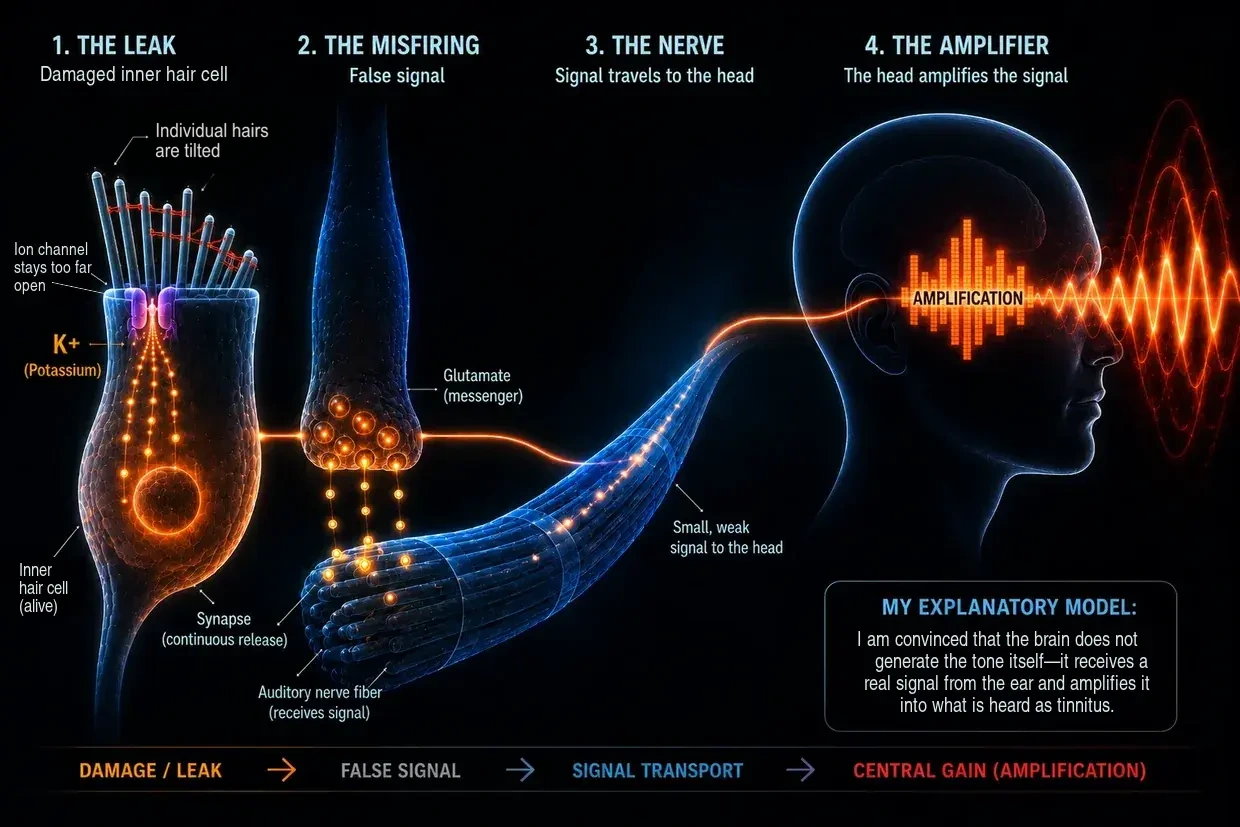 1. THE LEAK
Damaged inner hair cell
2. THE MISFIRING
False signal
3. THE NERVE
Signal travels to the head
4. THE AMPLIFIER
The head amplifies the signal
Individual hairs
are tilted
Ion channel
stays too far
open
K+
(Potassium)
Inner
hair cell
(alive)
Synapse
(continuous release)
Glutamate
(messenger)
Auditory nerve fiber
(receives signal)
Small, weak
signal to the head
AMPLIFICATION
MY EXPLANATORY MODEL:
I am convinced that the brain does not
generate the tone itself—it receives a
real signal from the ear and amplifies it
into what is heard as tinnitus.
DAMAGE / LEAK → FALSE SIGNAL → SIGNAL TRANSPORT → CENTRAL GAIN (AMPLIFICATION)